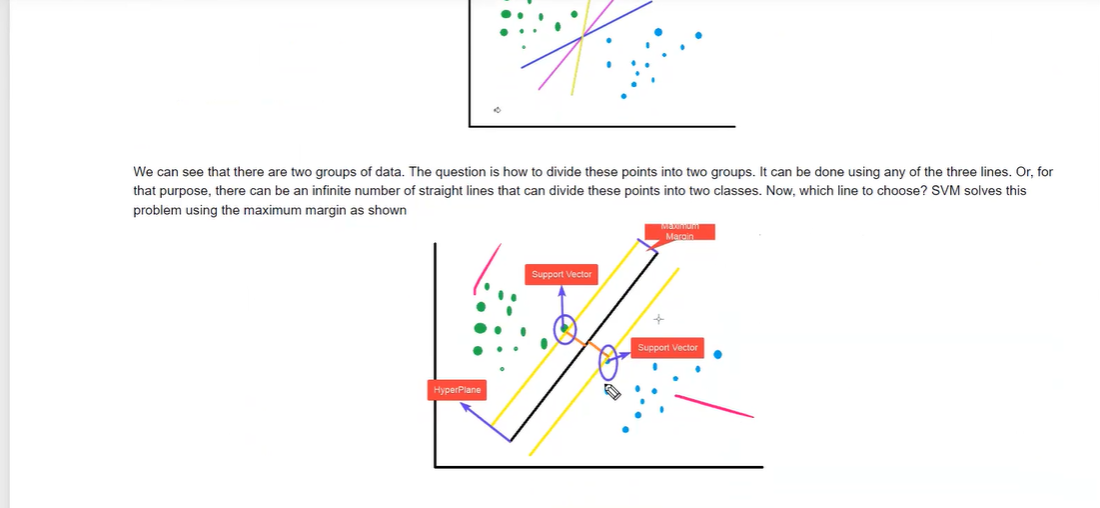 We can see that there are two groups of data. The question is how to divide these points into two groups. It can be done using any of the three lines. Or, for
that purpose, there can be an infinite number of straight lines that can divide these points into two classes. Now, which line to choose? SVM solves this
problem using the maximum margin as shown
Maximum
Margin
Support Vector
Support Vector
HyperPlane